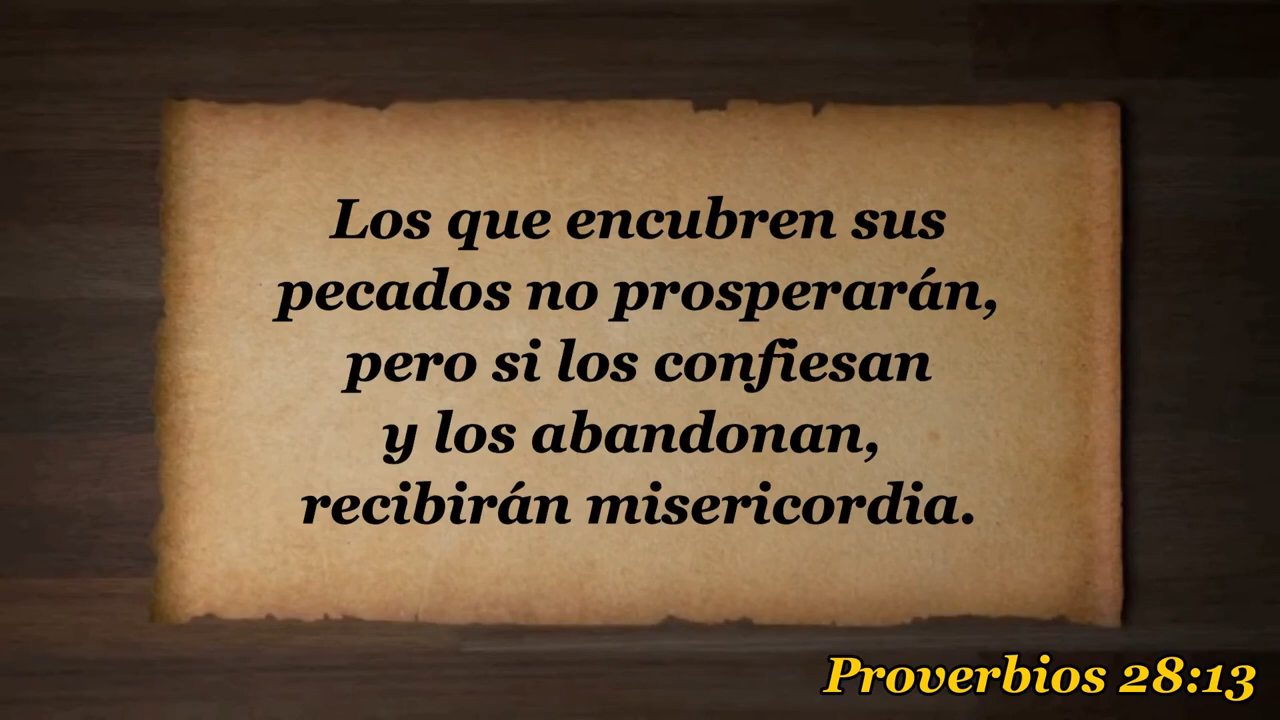 Los que encubren sus
pecados no prosperarán,
pero si los confiesan
y los abandonan,
recibirán misericordia.
Proverbios 28:13